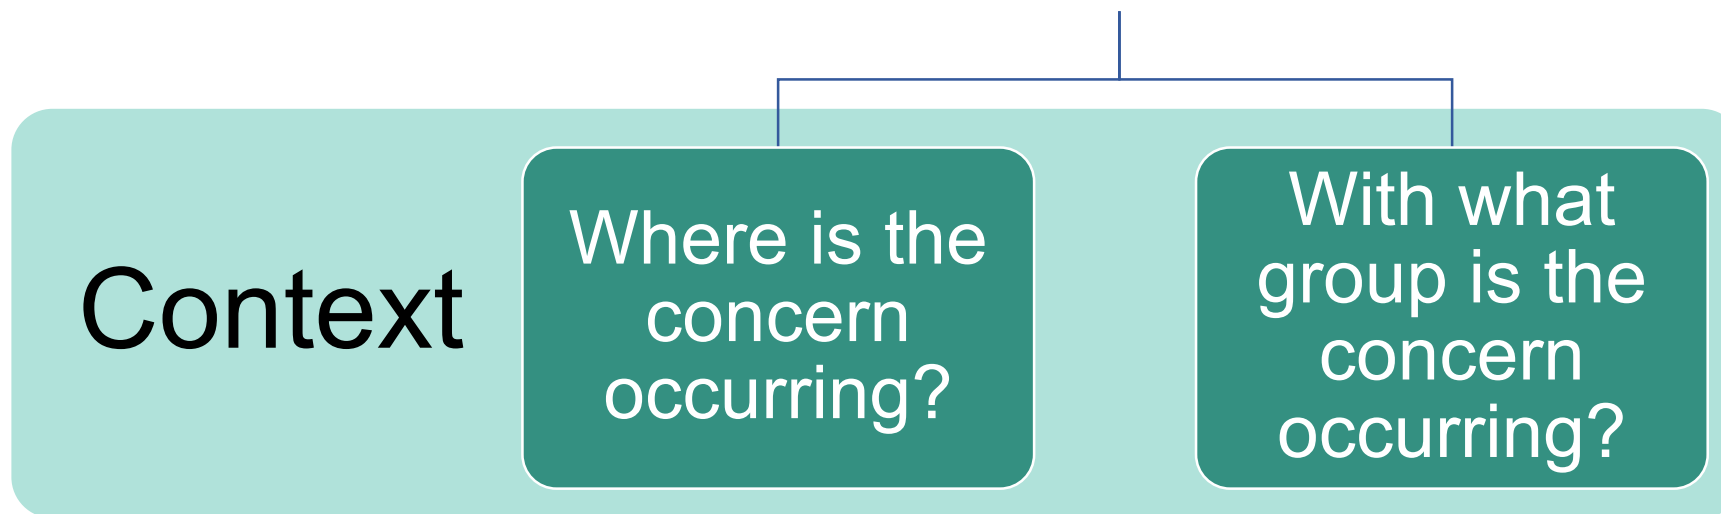 Context
Where is the
concern
occurring?
With what
group is the
concern
occurring?